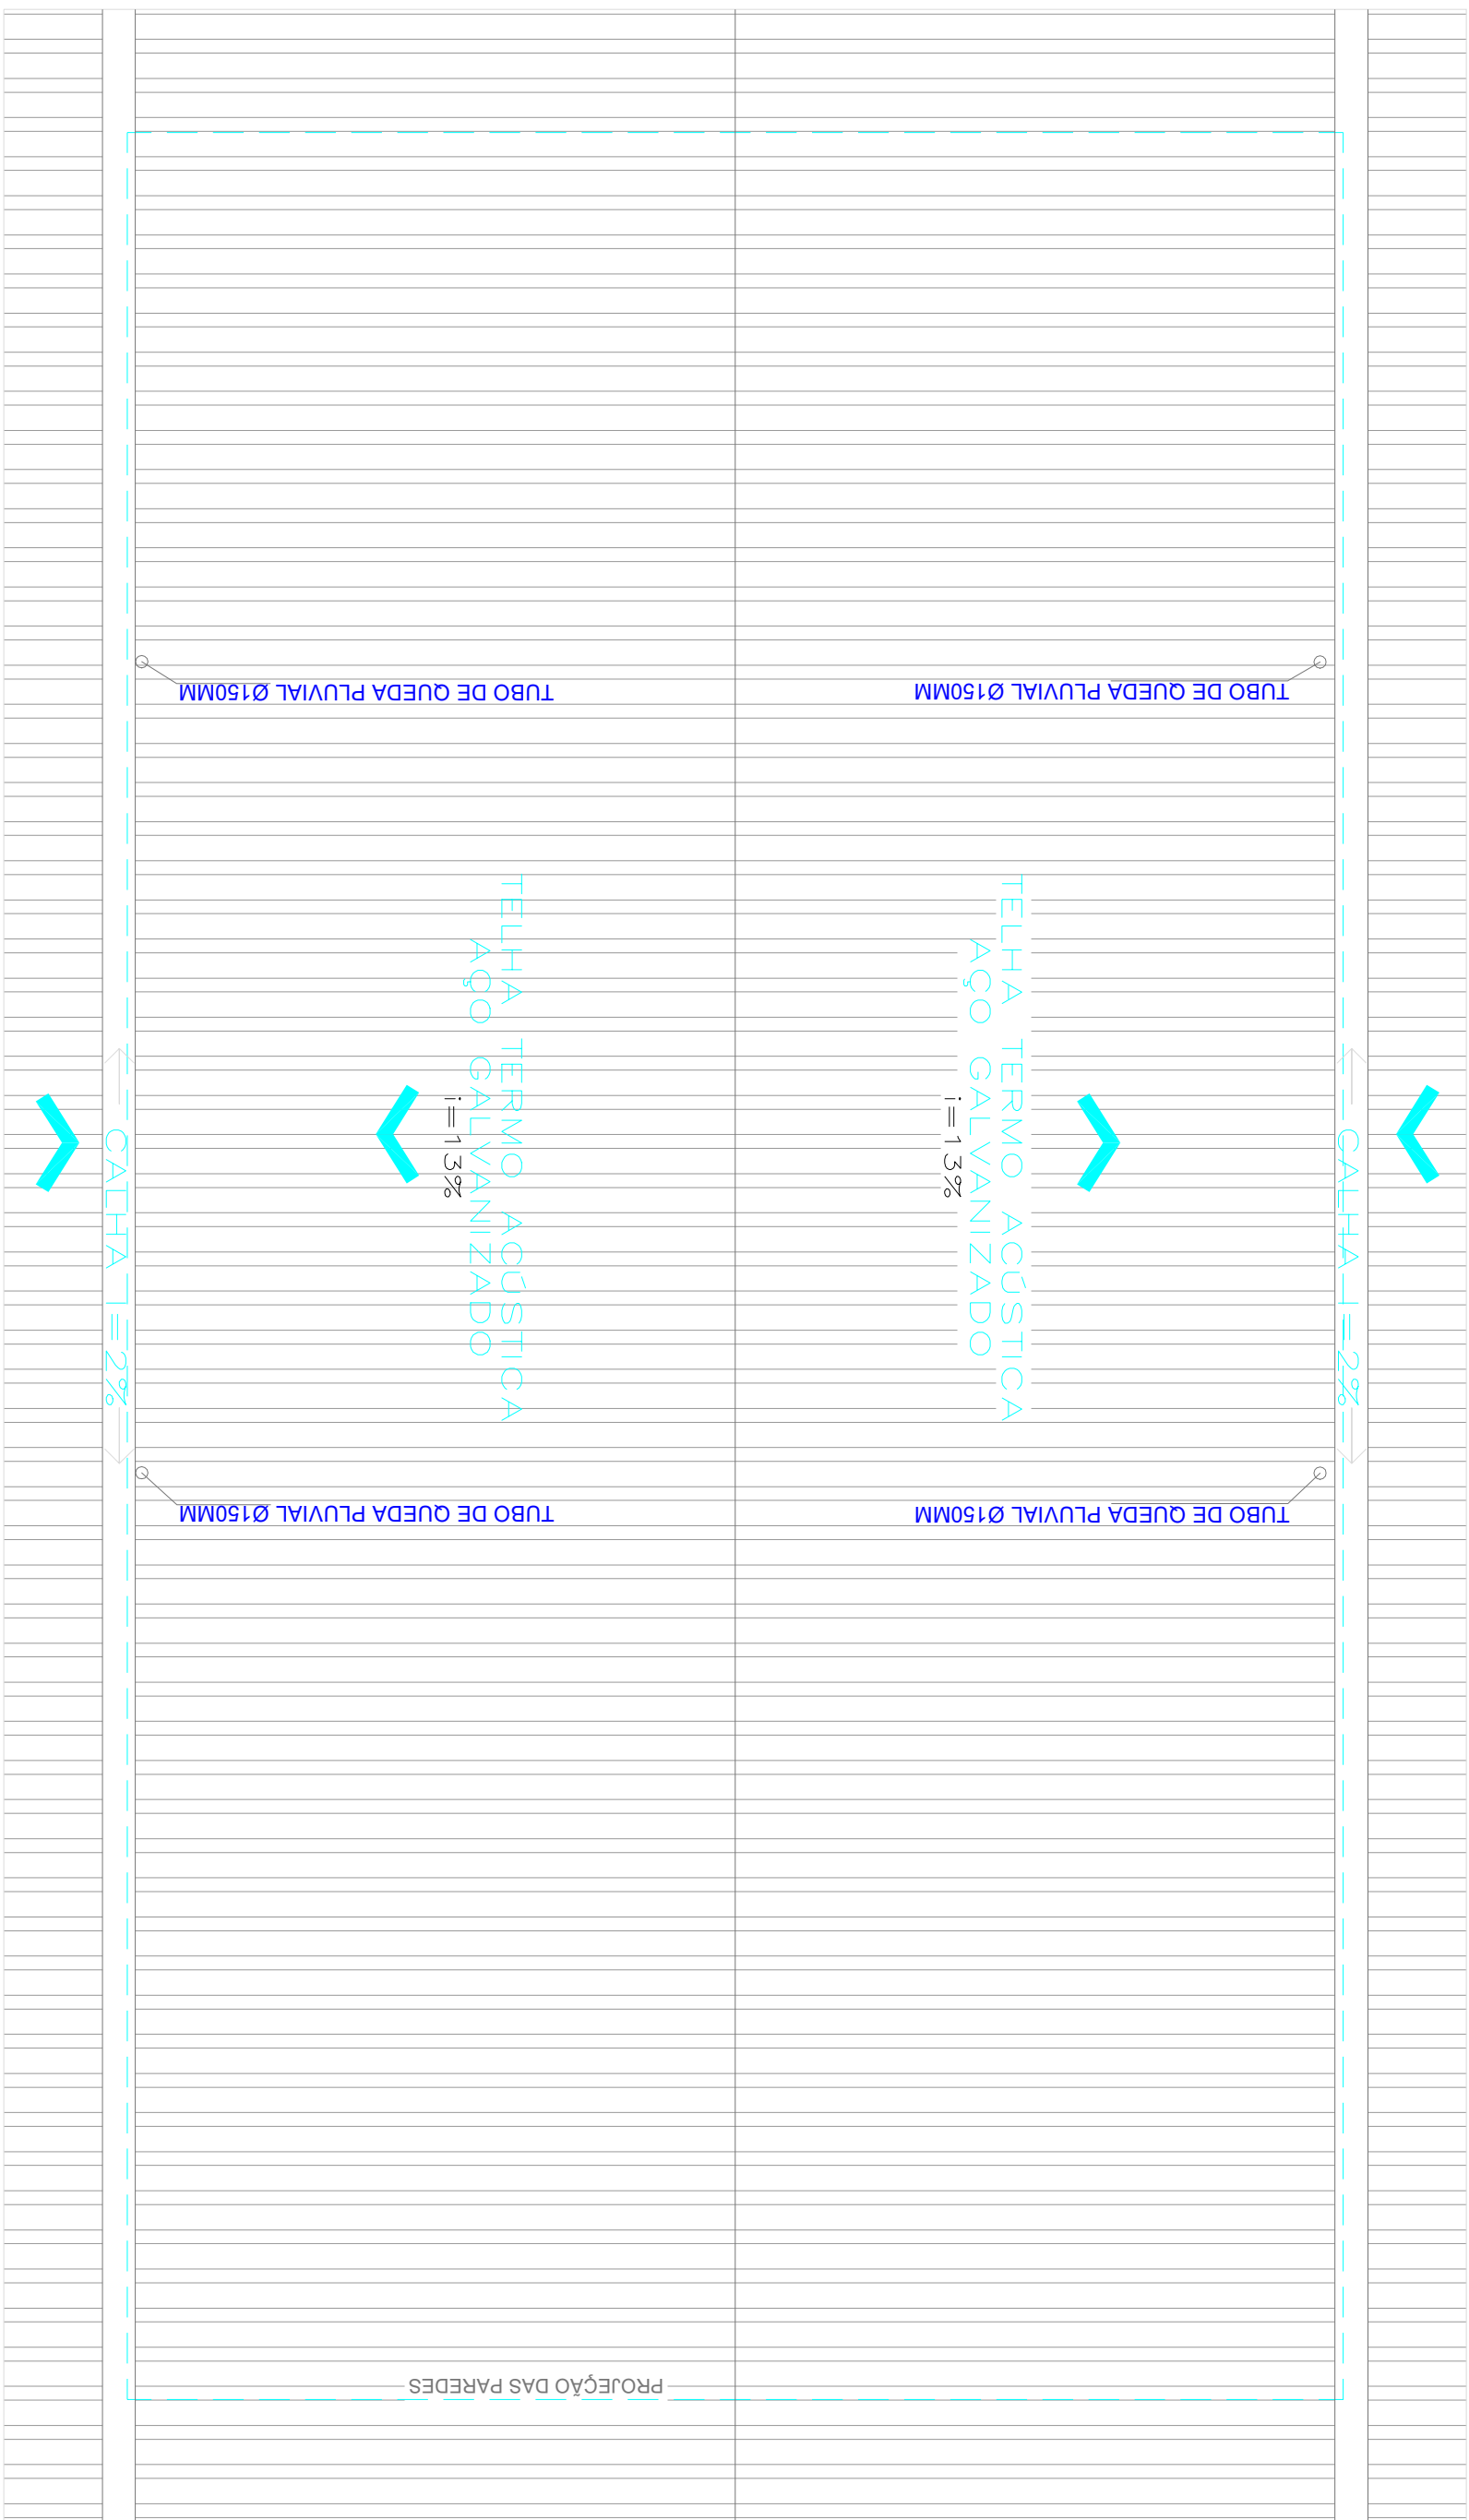 TUBO DE QUEDA PLUVIAL Ø150MM
TUBO DE QUEDA PLUVIAL Ø150MM
TELHA TERMO ACÚSTICA
AÇO GALVANIZADO
i=13%
TELHA TERMO ACÚSTICA
AÇO GALVANIZADO
i=13%
CALHA I=2%
CALHA I=2%
TUBO DE QUEDA PLUVIAL Ø150MM
TUBO DE QUEDA PLUVIAL Ø150MM
PROJEÇÃO DAS PAREDES